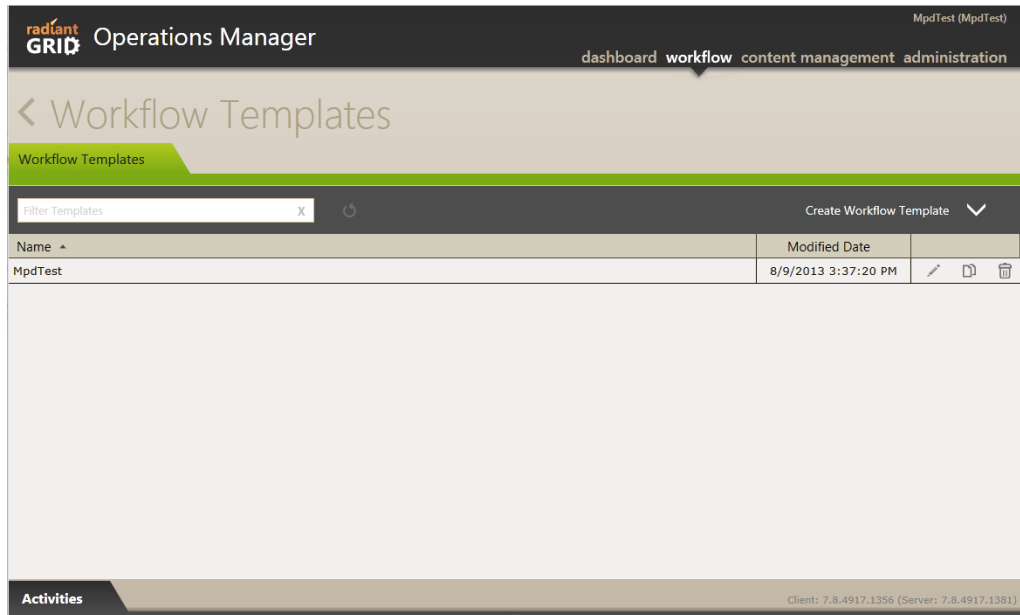 MpdTest (MpdTest)
radiant
GRID
Operations Manager
dashboard workflow content management administration
Workflow Templates
Workflow Templates
Filter Templates X
Create Workflow Template
Name Modified Date
MpdTest 8/9/2013 3:37:20 PM
Activities
Client: 7.8.4917.1356 (Server: 7.8.4917.1381)